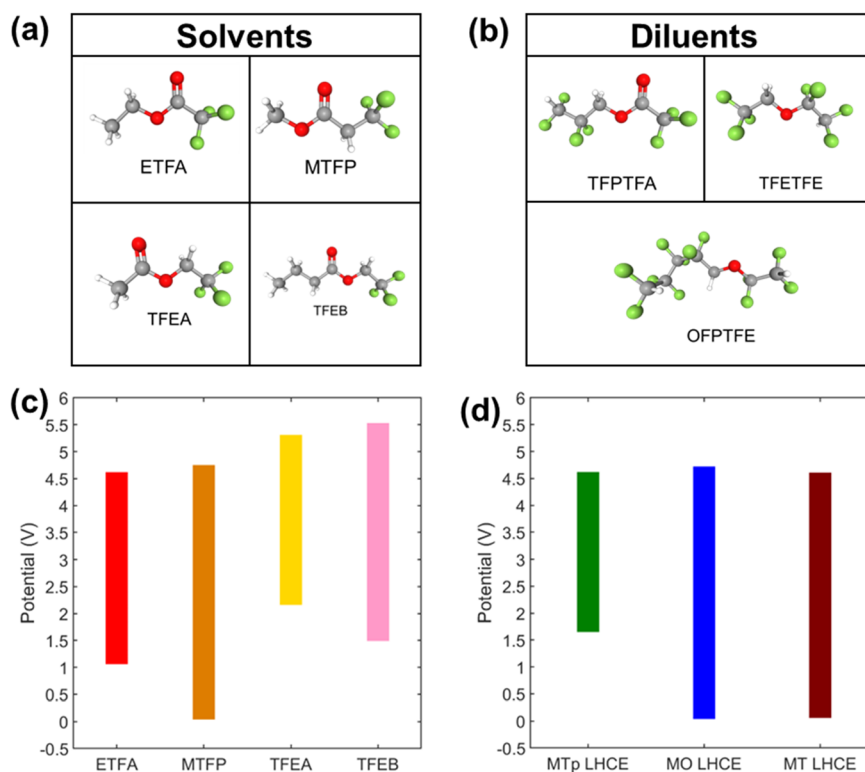 (a)
Solvents
ETFA
MTFP
TFEA
TFEB
(b)
Diluents
TFPTFA
TFETFE
OFPTFE
(c)
6
5.5
5
4.5
4
3.5
3
2.5
2
1.5
1
0.5
0
-0.5
Potential (V)
ETFA MTFP TFEA TFEB
(d)
6
5.5
5
4.5
4
3.5
3
2.5
2
1.5
1
0.5
0
-0.5
Potential (V)
MTp LHCE MO LHCE MT LHCE